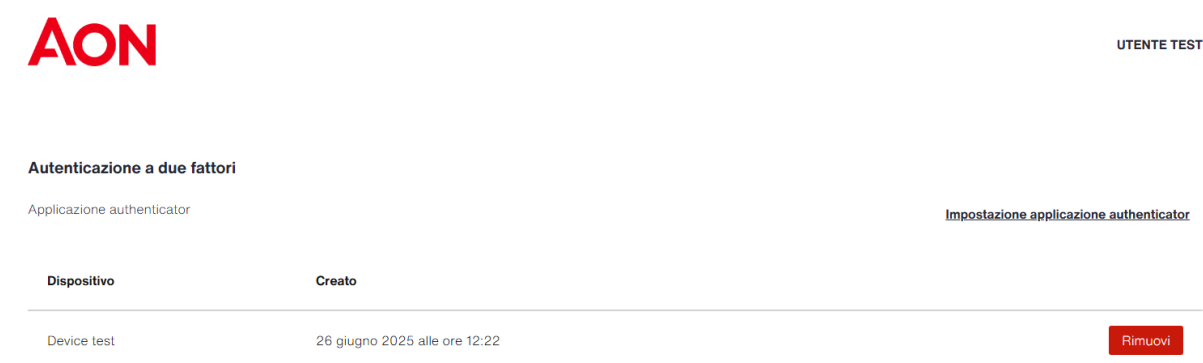 AON
UTENTE TEST
Autenticazione a due fattori
Applicazione authenticator
Impostazione applicazione authenticator
Dispositivo Creato
Device test 26 giugno 2025 alle ore 12:22 Rimuovi